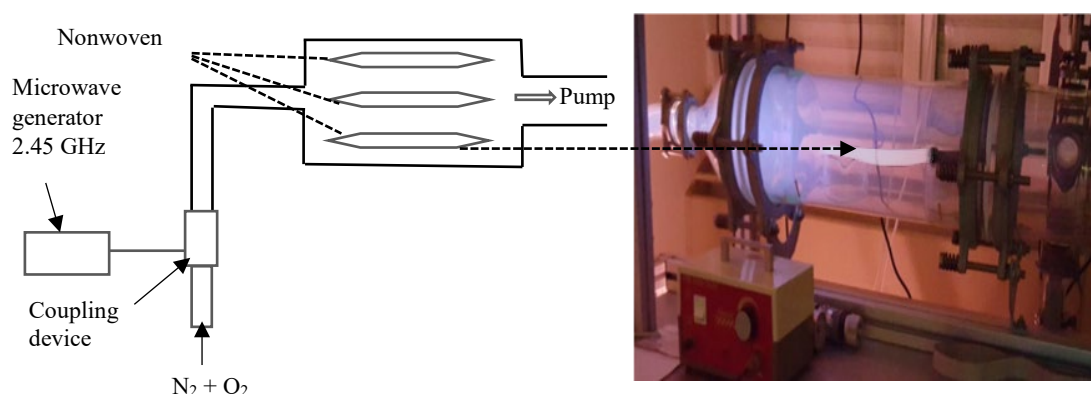 Nonwoven
Microwave
generator
2.45 GHz
Pump
Coupling
device
N₂ + O₂